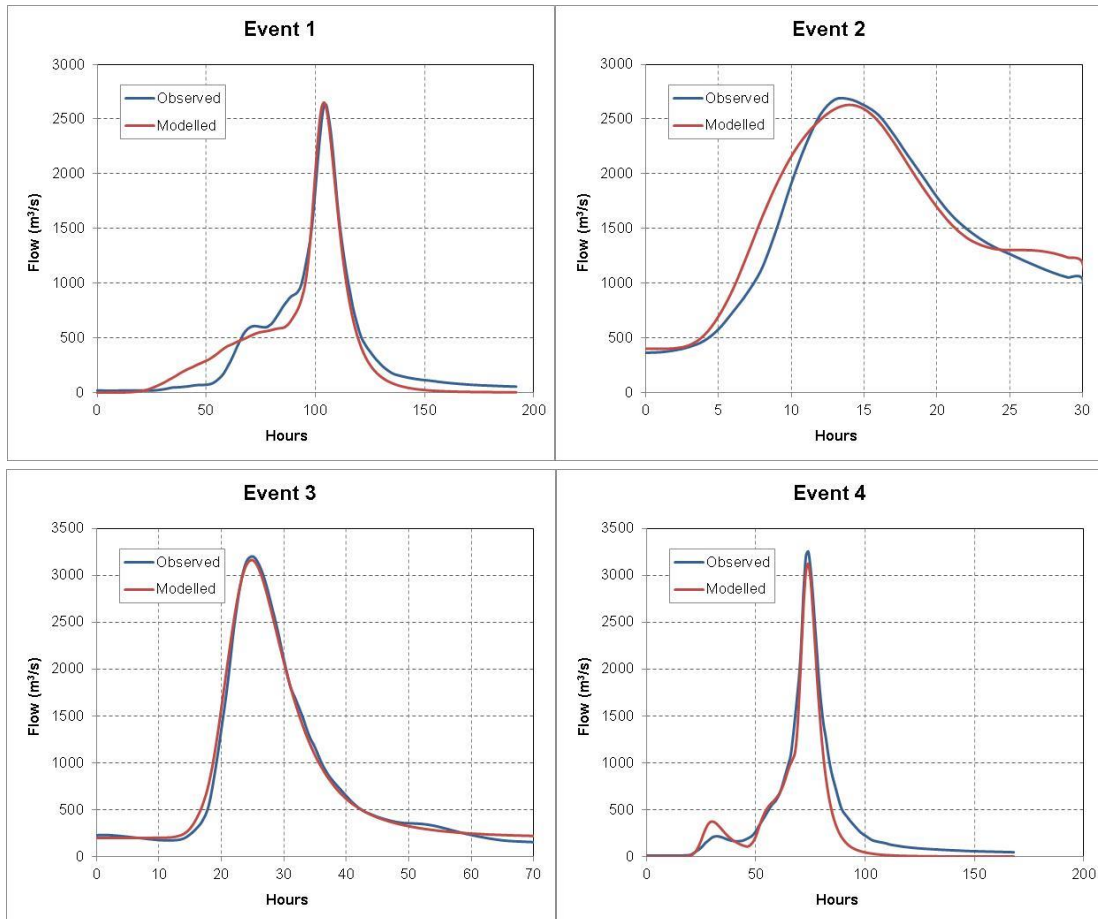 Event 1
3000
2500
2000
1500
1000
500
0
Flow (m³/s)
Observed
Modelled
0 50 100 150 200
Hours
Event 2
3000
2500
2000
1500
1000
500
0
Flow (m³/s)
Observed
Modelled
0 5 10 15 20 25 30
Hours
Event 3
3500
3000
2500
2000
1500
1000
500
0
Flow (m³/s)
Observed
Modelled
0 10 20 30 40 50 60 70
Hours
Event 4
3500
3000
2500
2000
1500
1000
500
0
Flow (m³/s)
Observed
Modelled
0 50 100 150 200
Hours